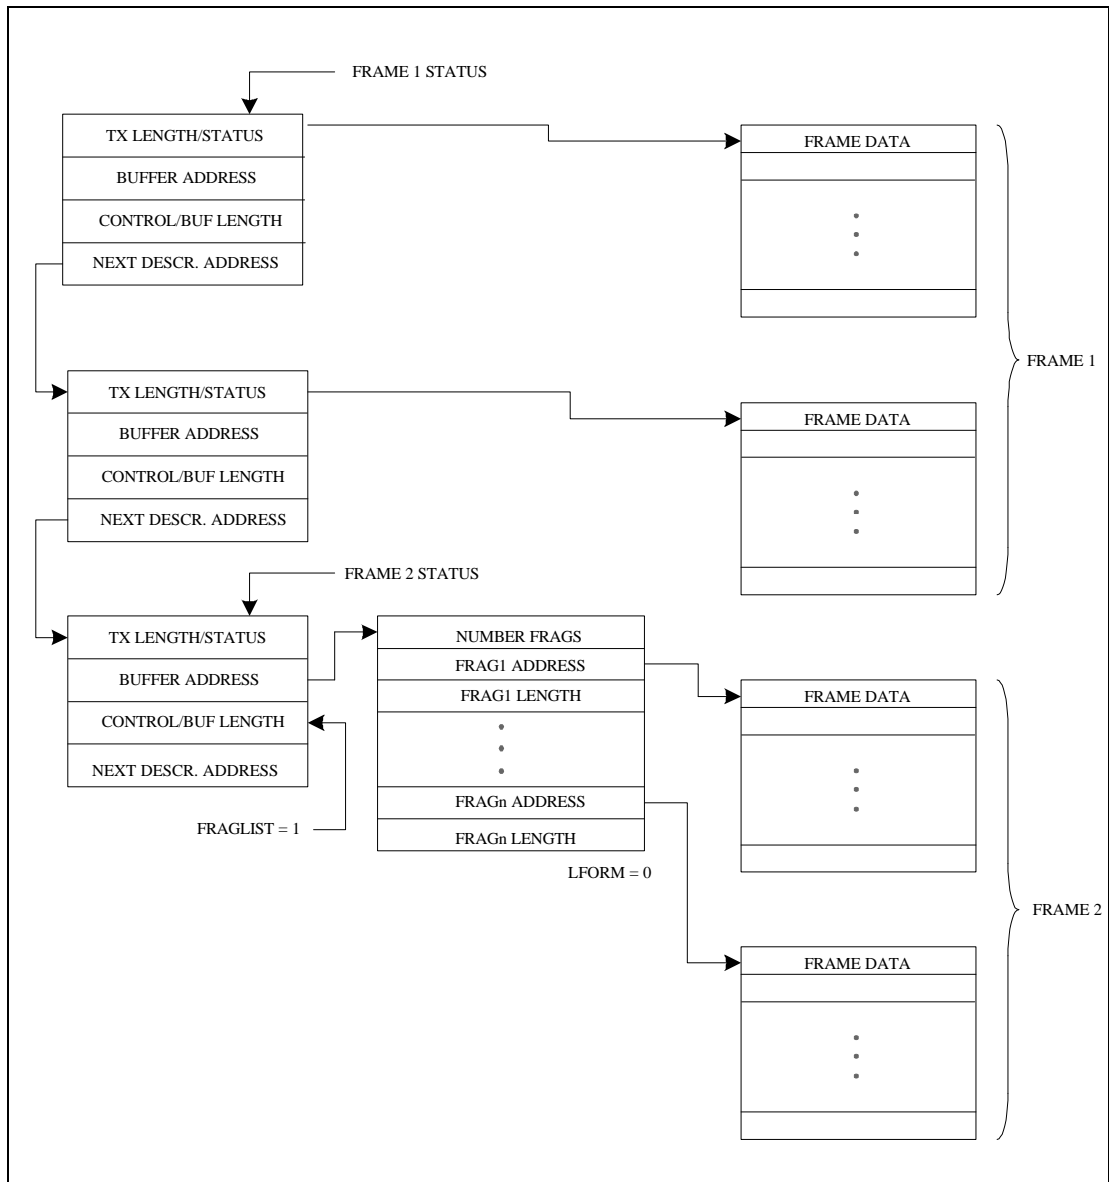 FRAME 1 STATUS
TX LENGTH/STATUS
BUFFER ADDRESS
CONTROL/BUF LENGTH
NEXT DESCR. ADDRESS
FRAME DATA
FRAME 1
TX LENGTH/STATUS
BUFFER ADDRESS
CONTROL/BUF LENGTH
NEXT DESCR. ADDRESS
FRAME DATA
FRAME 2 STATUS
TX LENGTH/STATUS
BUFFER ADDRESS
CONTROL/BUF LENGTH
NEXT DESCR. ADDRESS
FRAGLIST = 1
NUMBER FRAGS
FRAG1 ADDRESS
FRAG1 LENGTH
FRAGn ADDRESS
FRAGn LENGTH
LFORM = 0
FRAME DATA
FRAME 2
FRAME DATA